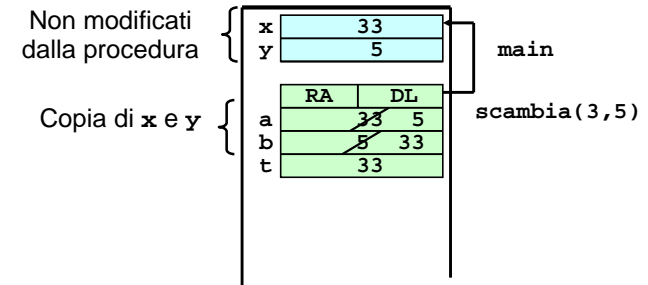 Non modificati
dalla procedura
x 33
y 5
main
RA DL
scambia(3,5)
Copia di x e y
a 33 5
b 5 33
t 33